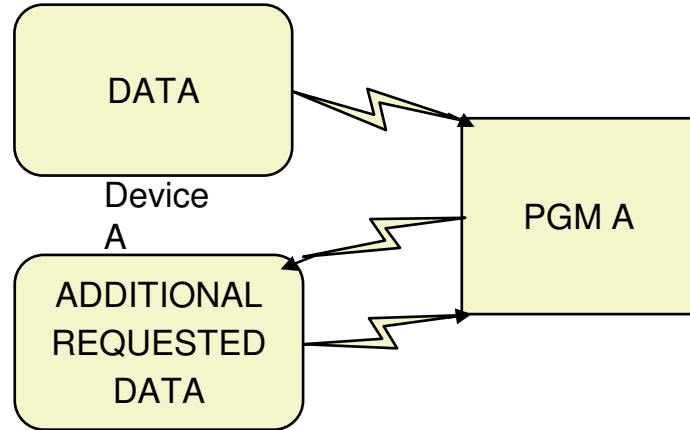 DATA
Device
A
PGM A
ADDITIONAL
REQUESTED
DATA